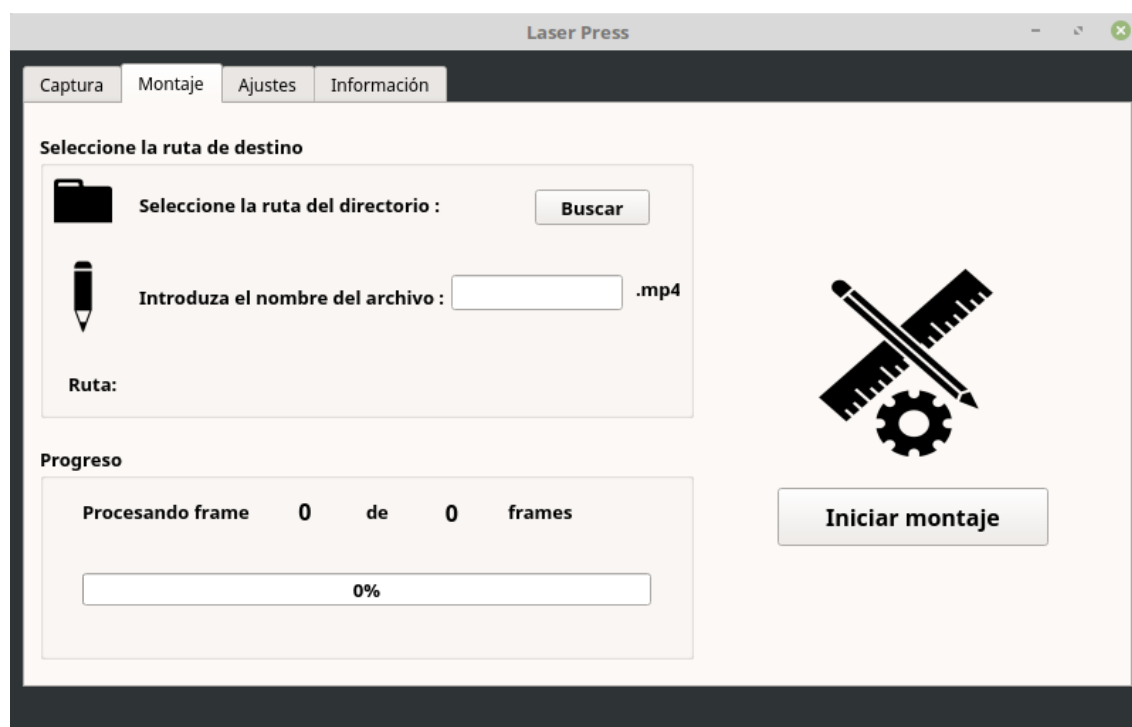 Laser Press
Captura Montaje Ajustes Información
Seleccione la ruta de destino
Seleccione la ruta del directorio : Buscar
Introduza el nombre del archivo : .mp4
Ruta:
Progreso
Procesando frame 0 de 0 frames
0%
Iniciar montaje